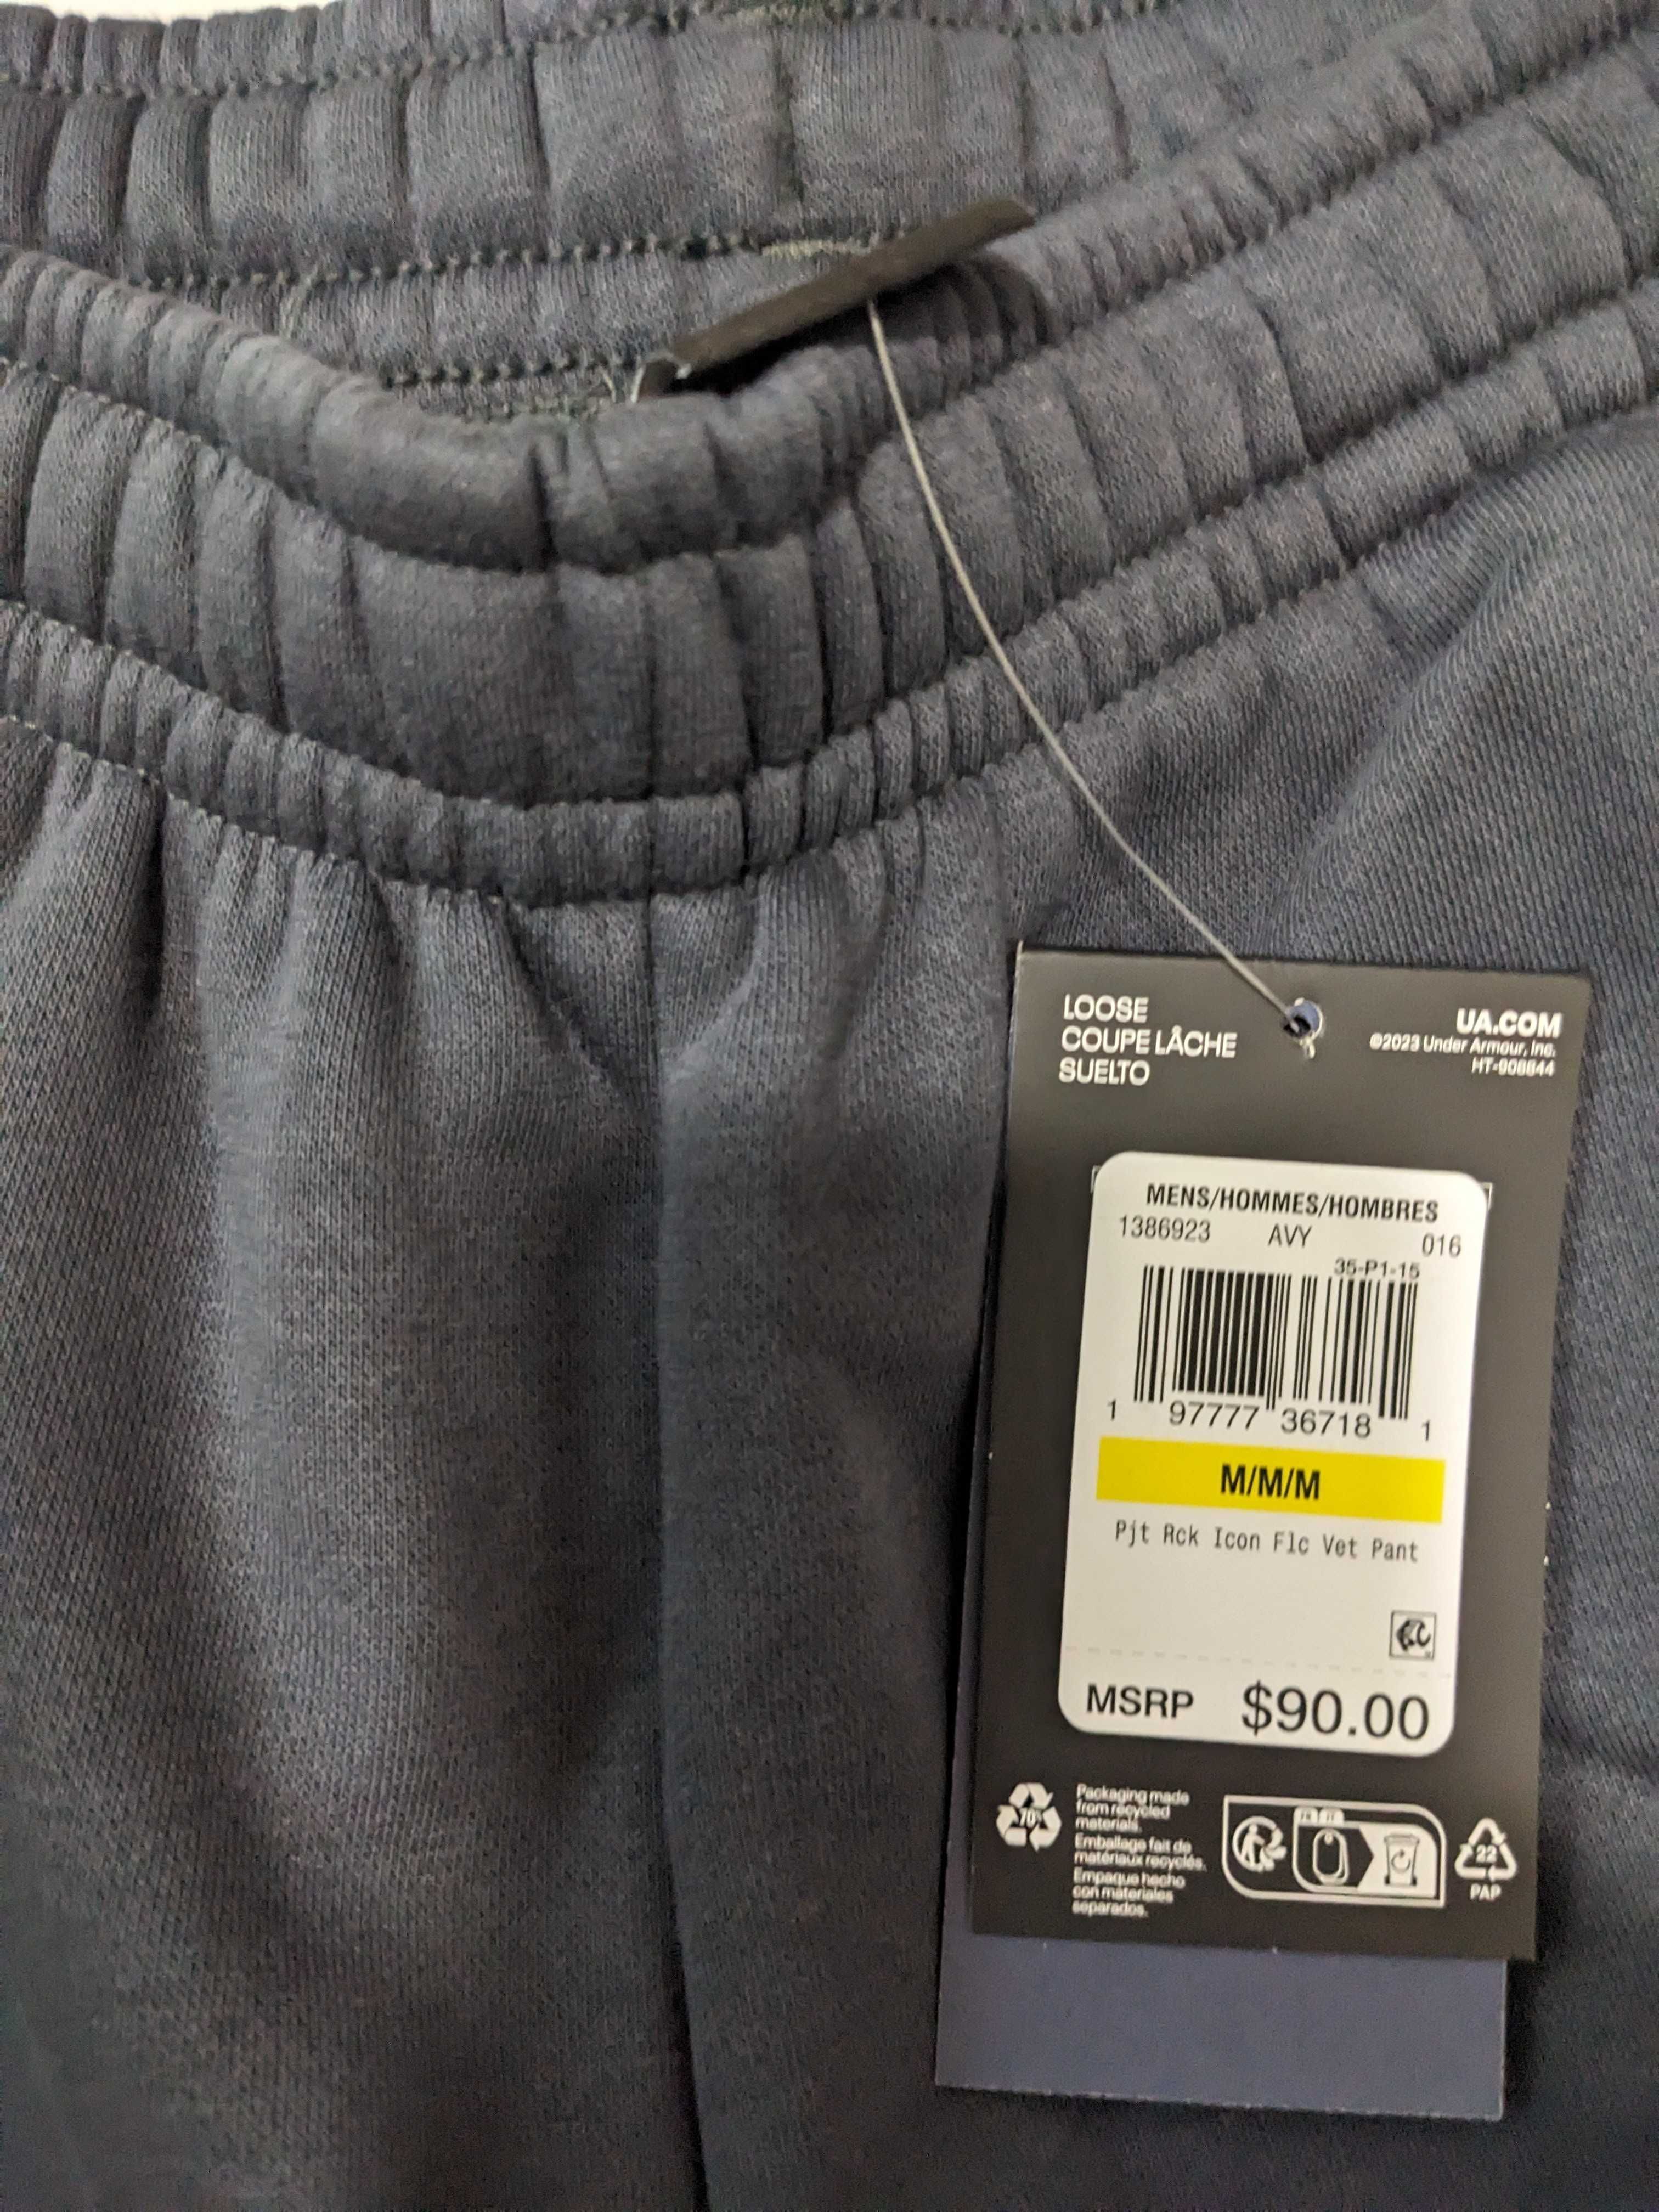 LOOSE
COUPE LÂCHE
SUELTO
UA.COM
©2023 Under Armour, Inc.
HT-908844
MENS/HOMMES/HOMBRES
1386923 AVY 016
35-P1-15
1 97777 36718 1
M/M/M
Pjt Rck Icon Flc Vet Pant
MSRP $90.00
70%
Packaging made
from recycled
materials.
Emballage fait de
matériaux recyclés.
Empaque hecho
con materiales
separados.
22
PAP